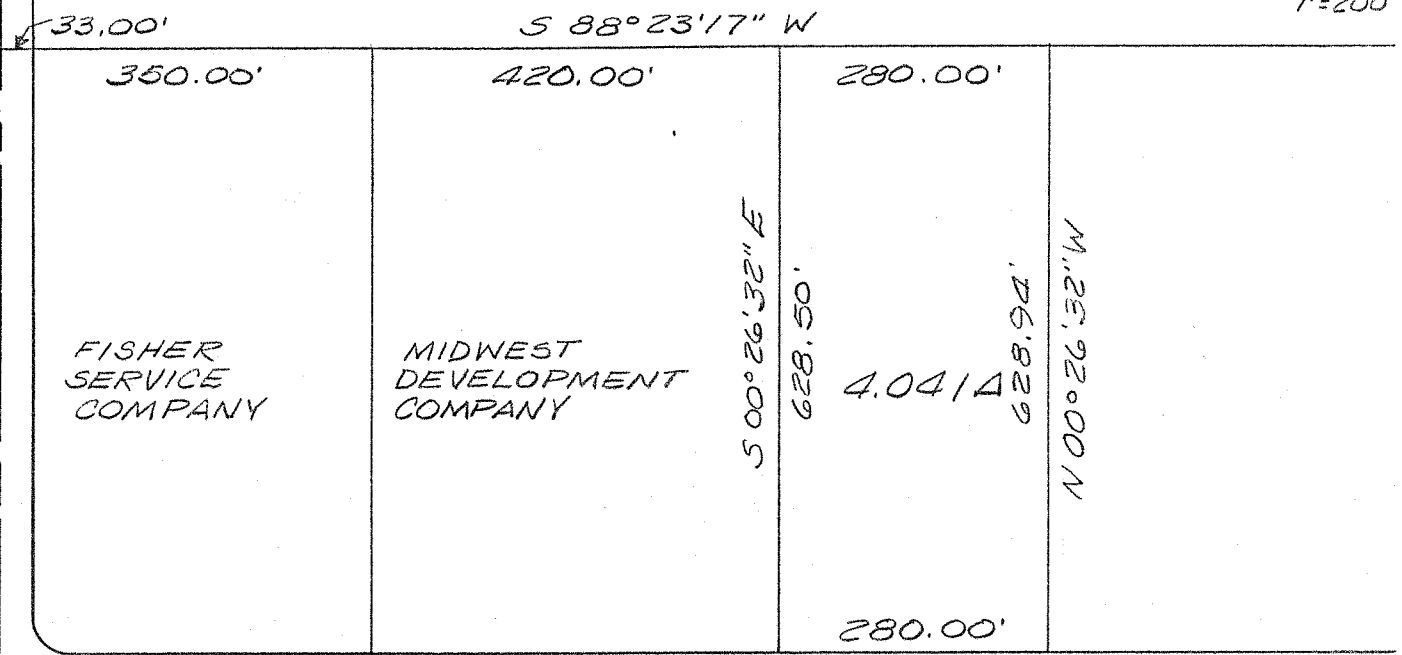 33.00'
S 88° 23'17" W
1"=200'
350.00'
420.00'
280.00'
FISHER
SERVICE
COMPANY
MIDWEST
DEVELOPMENT
COMPANY
S 00° 26' 32" E
628.50'
4.041A
628.94'
N 00° 26' 32" W
280.00'